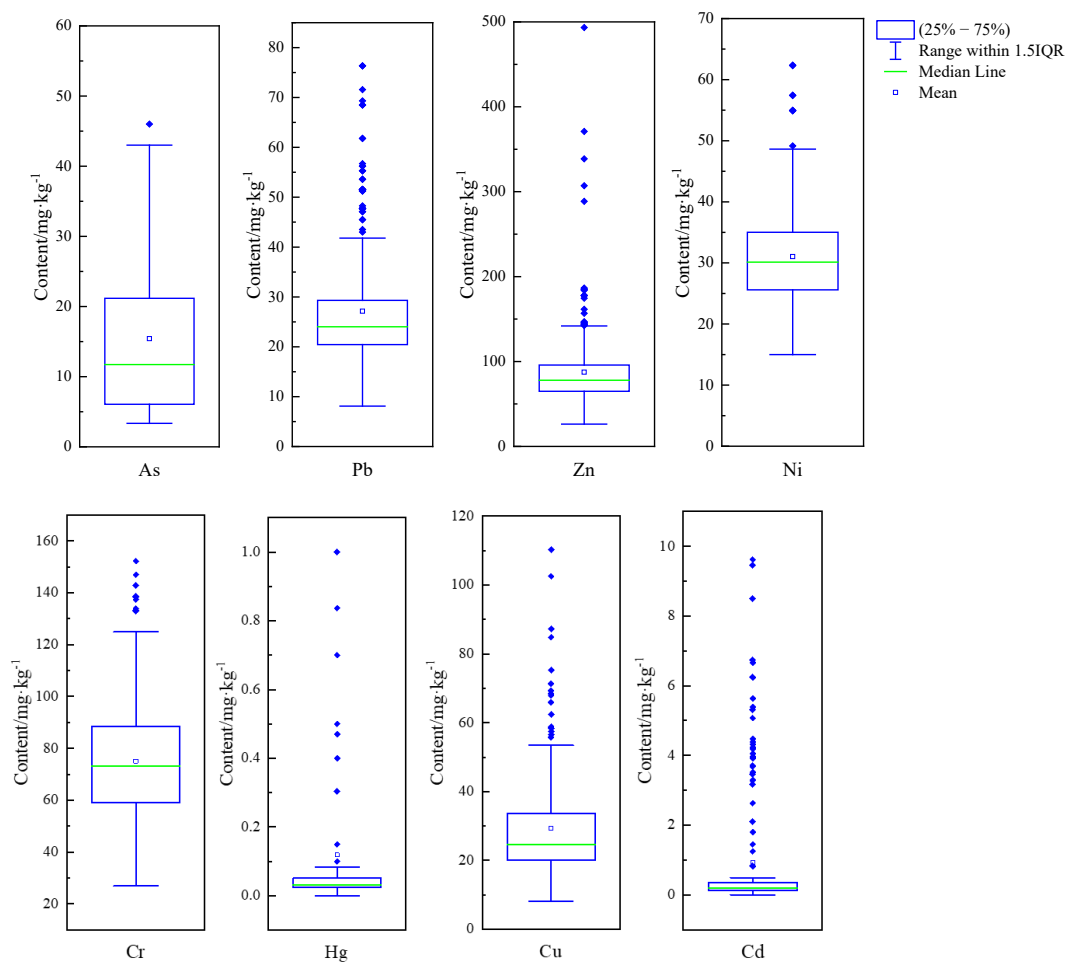 60
50
40
30
20
10
0
Content/mg·kg-1
As
90
80
70
60
50
40
30
20
10
0
Content/mg·kg-1
Pb
500
400
300
200
100
0
Content/mg·kg-1
Zn
70
60
50
40
30
20
10
0
Content/mg·kg-1
Ni
(25% − 75%)
Range within 1.5IQR
Median Line
Mean
160
140
120
100
80
60
40
20
Content/mg·kg-1
Cr
1.0
0.8
0.6
0.4
0.2
0.0
Content/mg·kg-1
Hg
120
100
80
60
40
20
0
Content/mg·kg-1
Cu
10
8
6
4
2
0
Content/mg·kg-1
Cd